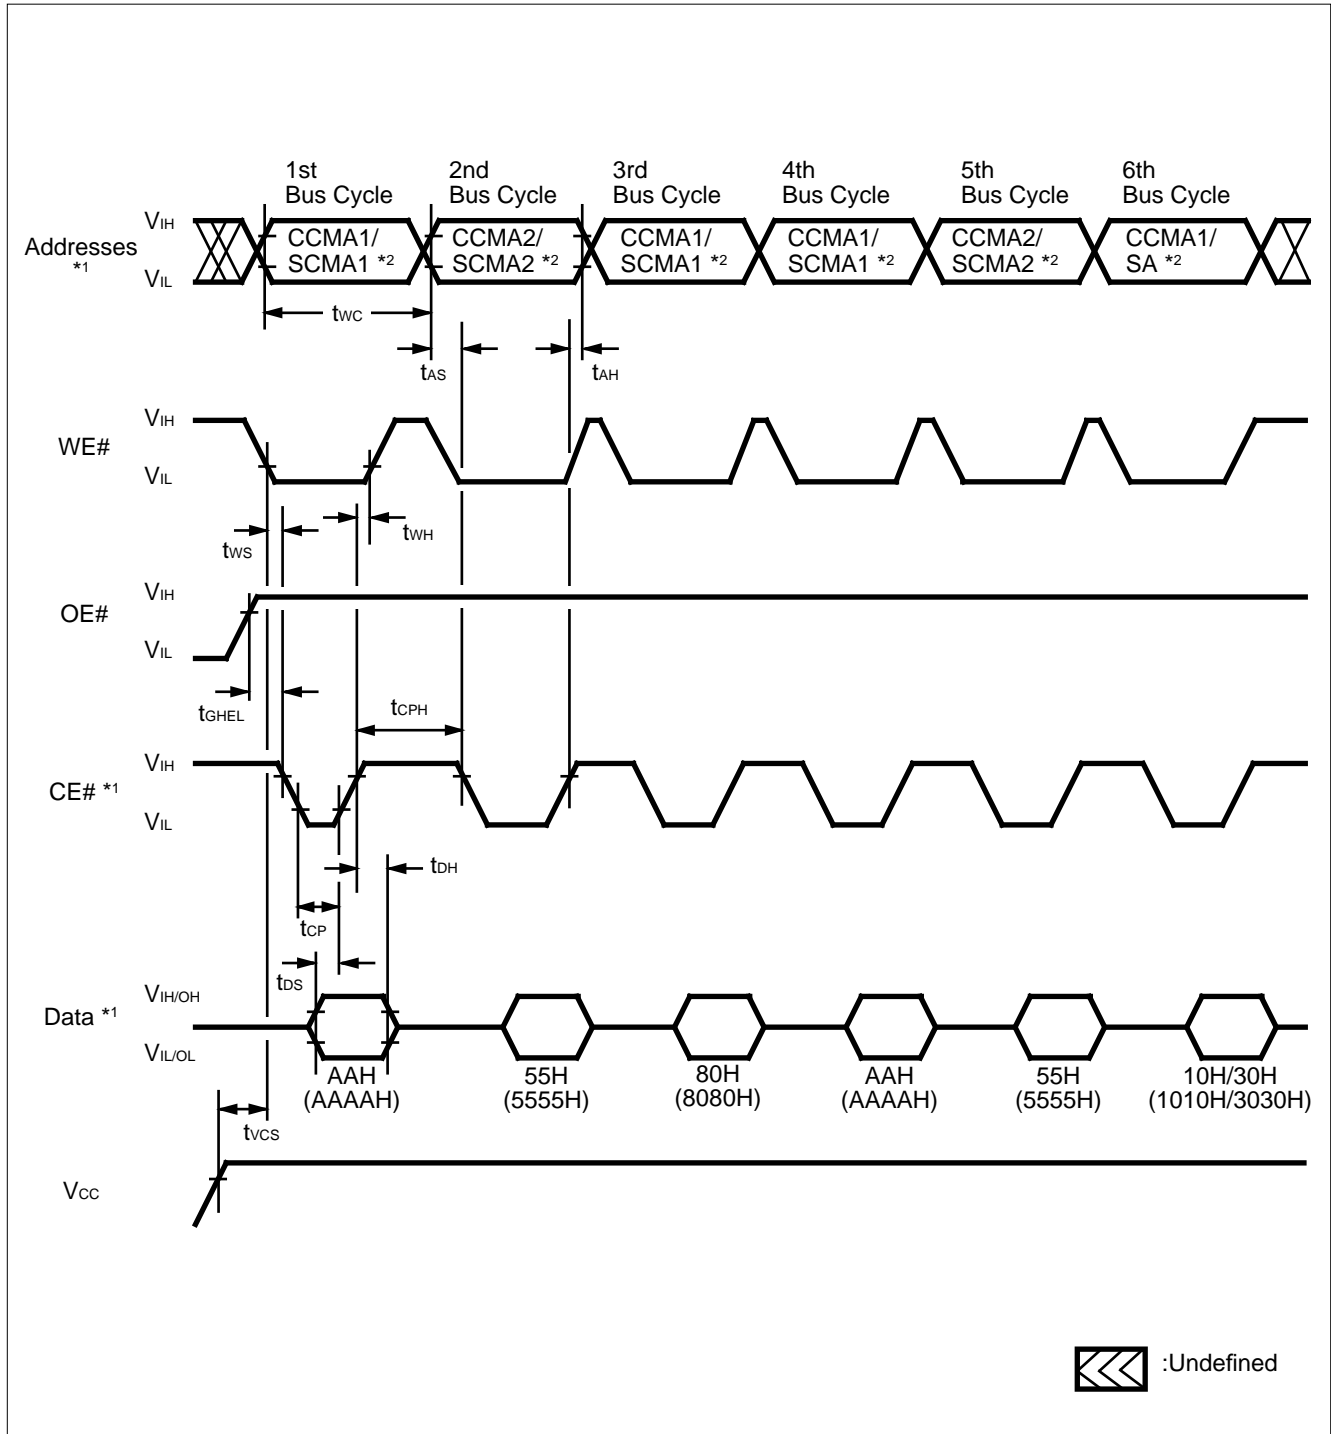 1st
Bus Cycle
2nd
Bus Cycle
3rd
Bus Cycle
4th
Bus Cycle
5th
Bus Cycle
6th
Bus Cycle
Addresses
*1
VIH
VIL
CCMA1/
SCMA1 *2
CCMA2/
SCMA2 *2
CCMA1/
SCMA1 *2
CCMA1/
SCMA1 *2
CCMA2/
SCMA2 *2
CCMA1/
SA *2
tWC
tAS
tAH
WE#
VIH
VIL
tWS
tWH
OE#
VIH
VIL
tGHEL
tCPH
CE# *1
VIH
VIL
tDH
tCP
tDS
Data *1
VIH/OH
VIL/OL
AAH
(AAAAH)
55H
(5555H)
80H
(8080H)
AAH
(AAAAH)
55H
(5555H)
10H/30H
(1010H/3030H)
tVCS
VCC
:Undefined